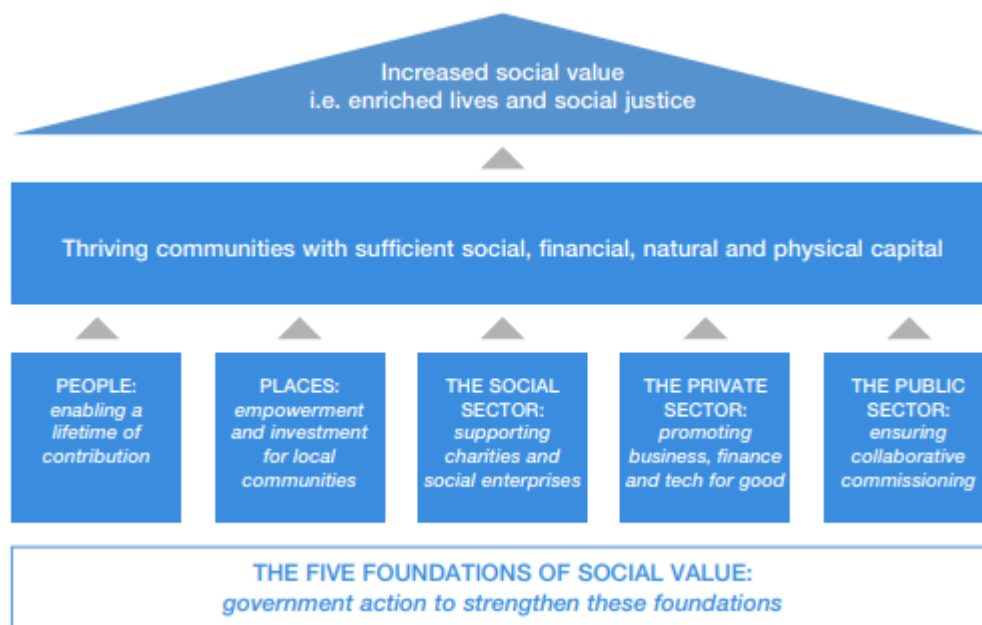 Increased social value
i.e. enriched lives and social justice
Thriving communities with sufficient social, financial, natural and physical capital
PEOPLE:
enabling a
lifetime of
contribution
PLACES:
empowerment
and investment
for local
communities
THE SOCIAL
SECTOR:
supporting
charities and
social enterprises
THE PRIVATE
SECTOR:
promoting
business, finance
and tech for good
THE PUBLIC
SECTOR:
ensuring
collaborative
commissioning
THE FIVE FOUNDATIONS OF SOCIAL VALUE:
government action to strengthen these foundations